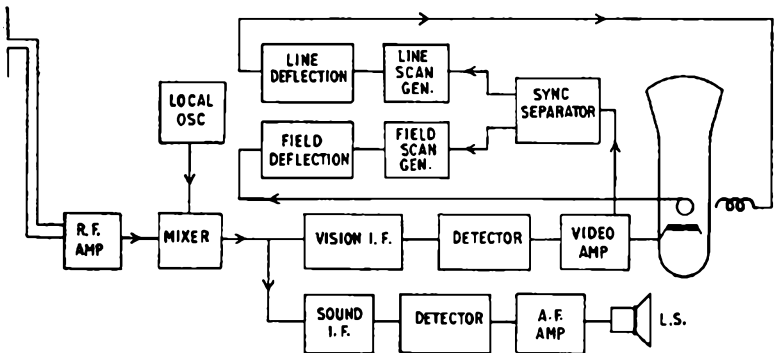 LINE
DEFLECTION
LINE
SCAN
GEN.
SYNC
SEPARATOR
LOCAL
OSC
FIELD
DEFLECTION
FIELD
SCAN
GEN.
R.F.
AMP
MIXER
VISION I.F.
DETECTOR
VIDEO
AMP
SOUND
I.F.
DETECTOR
A.F.
AMP
L.S.